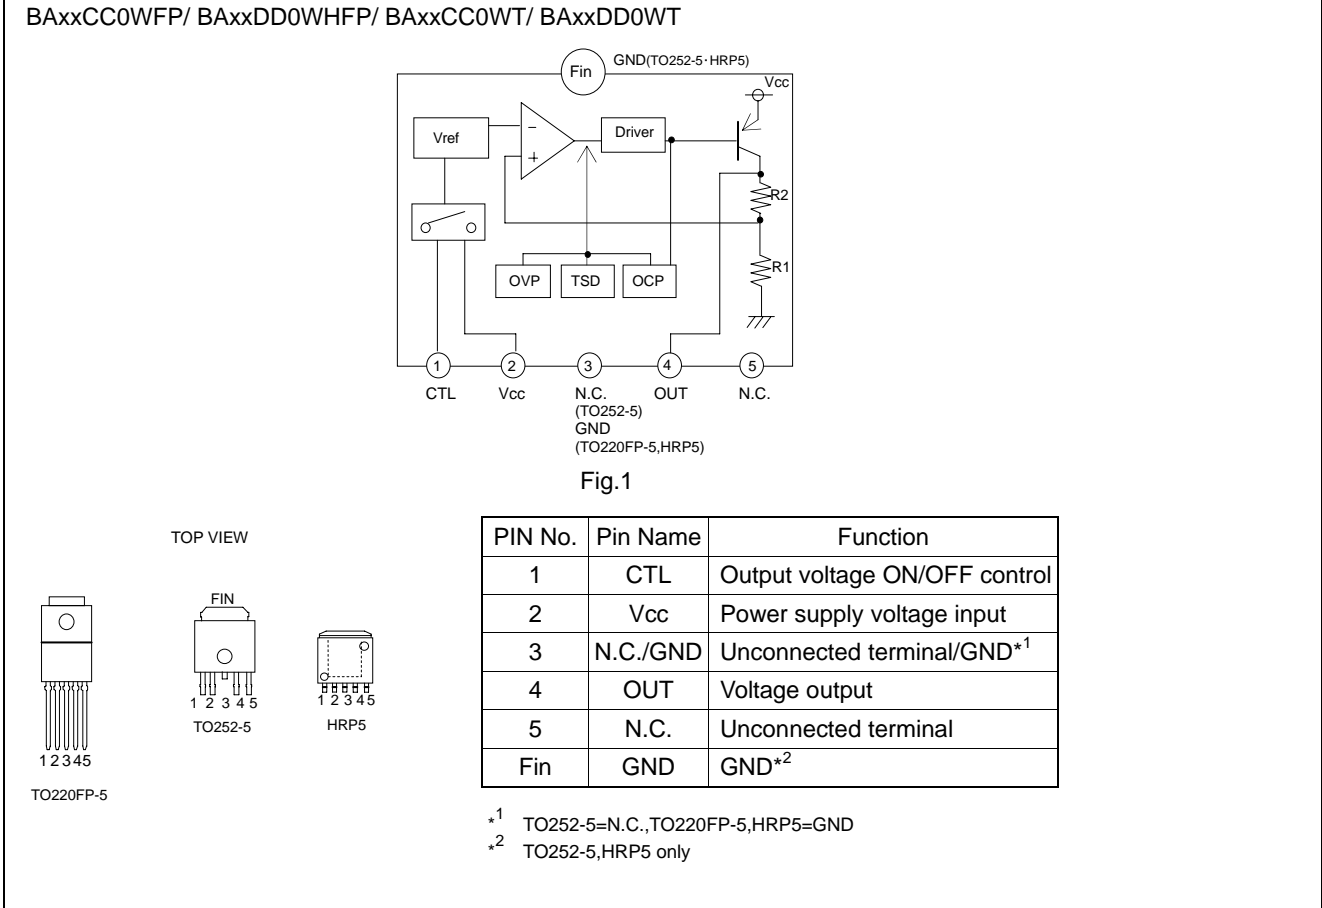 BAxxCC0WFP/ BAxxDD0WHFP/ BAxxCC0WT/ BAxxDD0WT
Fin
GND(TO252-5·HRP5)
Vcc
Vref
−
+
Driver
R2
R1
OVP
TSD
OCP
1
2
3
4
5
CTL
Vcc
N.C.
(TO252-5)
GND
(TO220FP-5,HRP5)
OUT
N.C.
Fig.1
TOP VIEW
FIN
1 2 3 4 5
TO220FP-5
1 2 3 4 5
TO252-5
1 2 3 4 5
HRP5
PIN No. Pin Name Function
1 CTL Output voltage ON/OFF control
2 Vcc Power supply voltage input
3 N.C./GND Unconnected terminal/GND*1
4 OUT Voltage output
5 N.C. Unconnected terminal
Fin GND GND*2
*1 TO252-5=N.C.,TO220FP-5,HRP5=GND
*2 TO252-5,HRP5 only